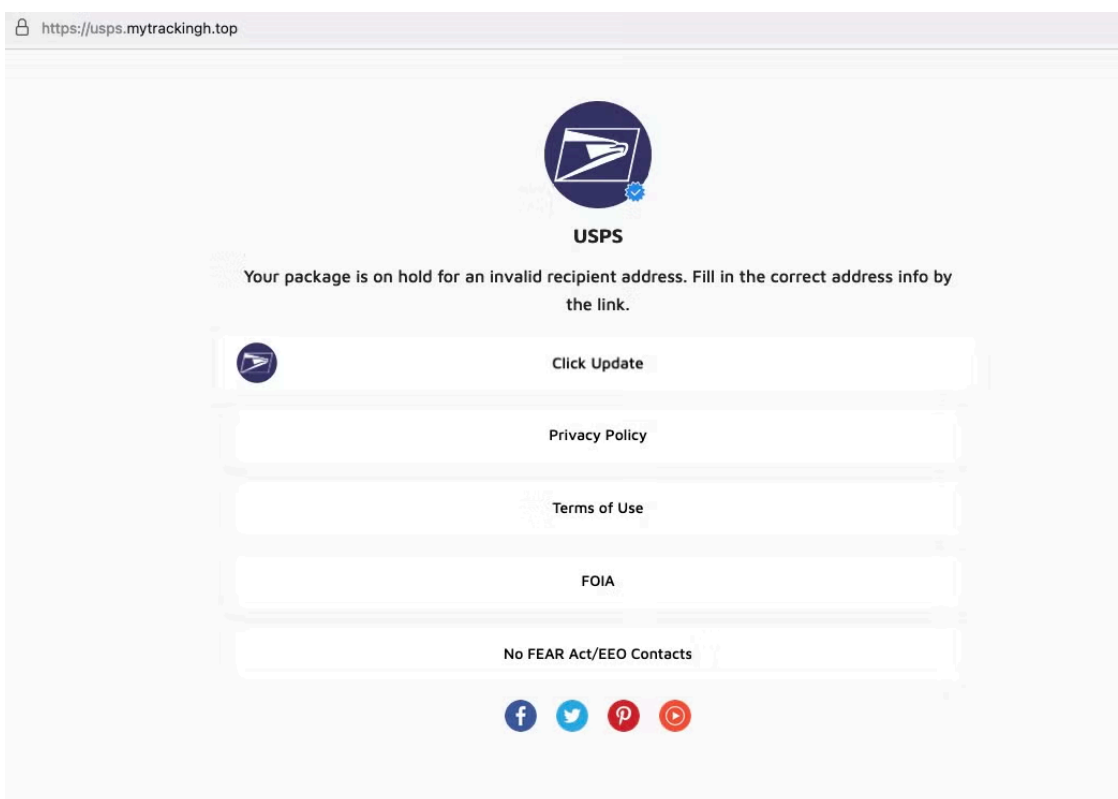 https://usps.mytrackingh.top
USPS
Your package is on hold for an invalid recipient address. Fill in the correct address info by
the link.
Click Update
Privacy Policy
Terms of Use
FOIA
No FEAR Act/EEO Contacts